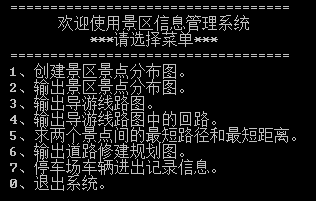 ========================================
欢迎使用景区信息管理系统
***请选择菜单***
========================================
1、创建景区景点分布图。
2、输出景区景点分布图。
3、输出导游线路图。
4、输出导游线路图中的回路。
5、求两个景点间的最短路径和最短距离。
6、输出道路修建规划图。
7、停车场车辆进出记录信息。
0、退出系统。